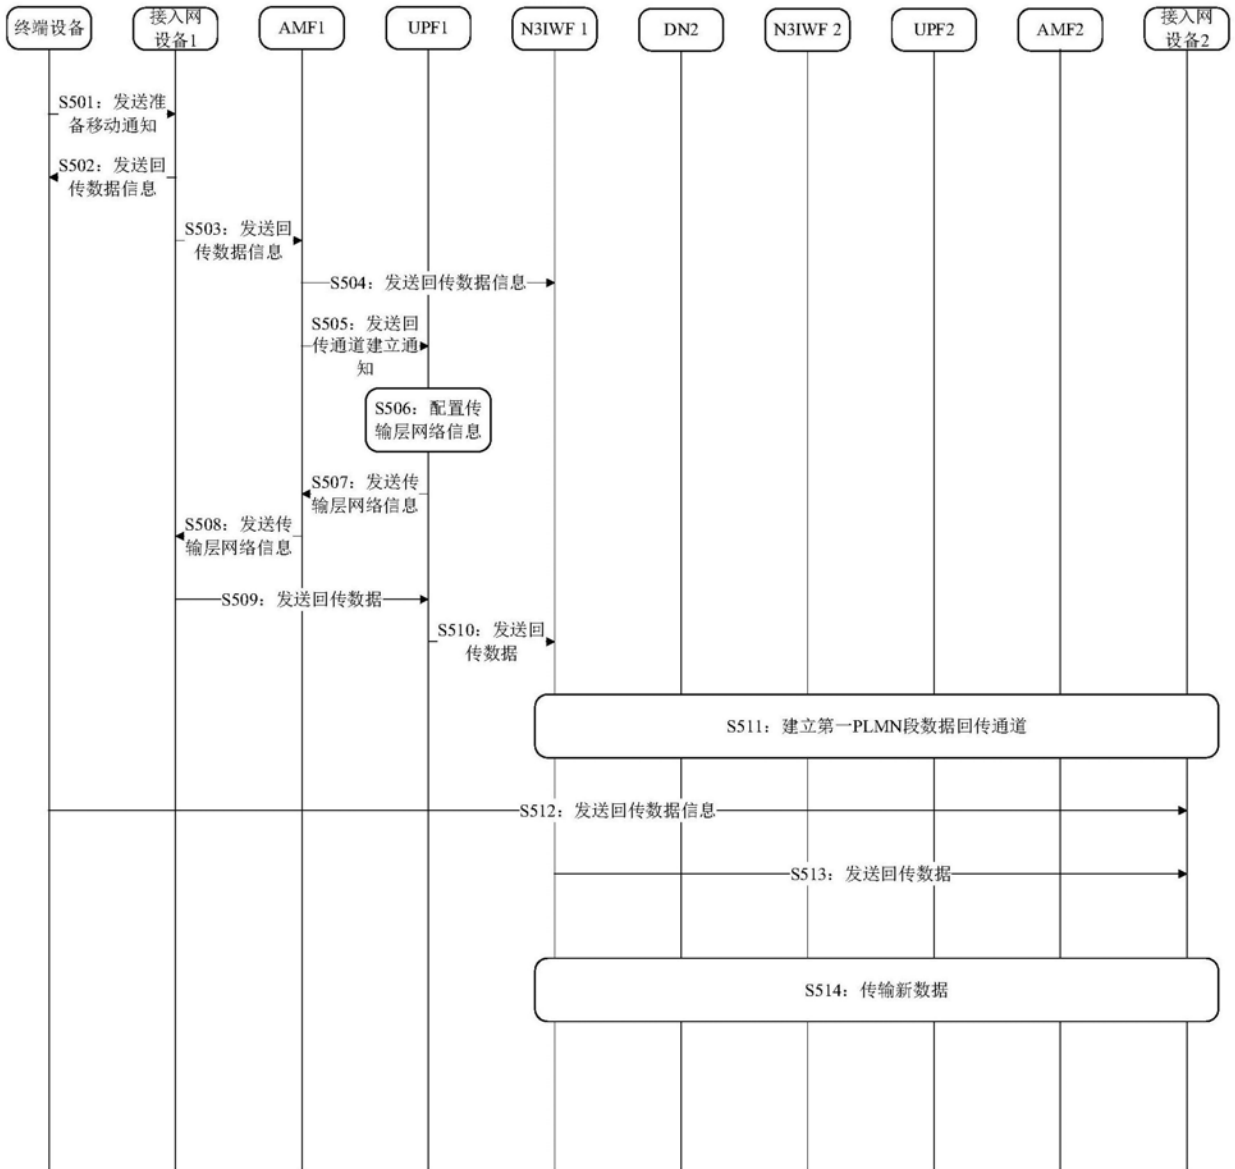 终端设备
接入网
设备1
AMF1
UPF1
N3IWF 1
DN2
N3IWF 2
UPF2
AMF2
接入网
设备2
S501：发送准
备移动通知
S502：发送回
传数据信息
S503：发送回
传数据信息
S504：发送回传数据信息
S505：发送回
传通道建立通
知
S506：配置传
输层网络信息
S507：发送传
输层网络信息
S508：发送传
输层网络信息
S509：发送回传数据
S510：发送回
传数据
S511：建立第一PLMN段数据回传通道
S512：发送回传数据信息
S513：发送回传数据
S514：传输新数据